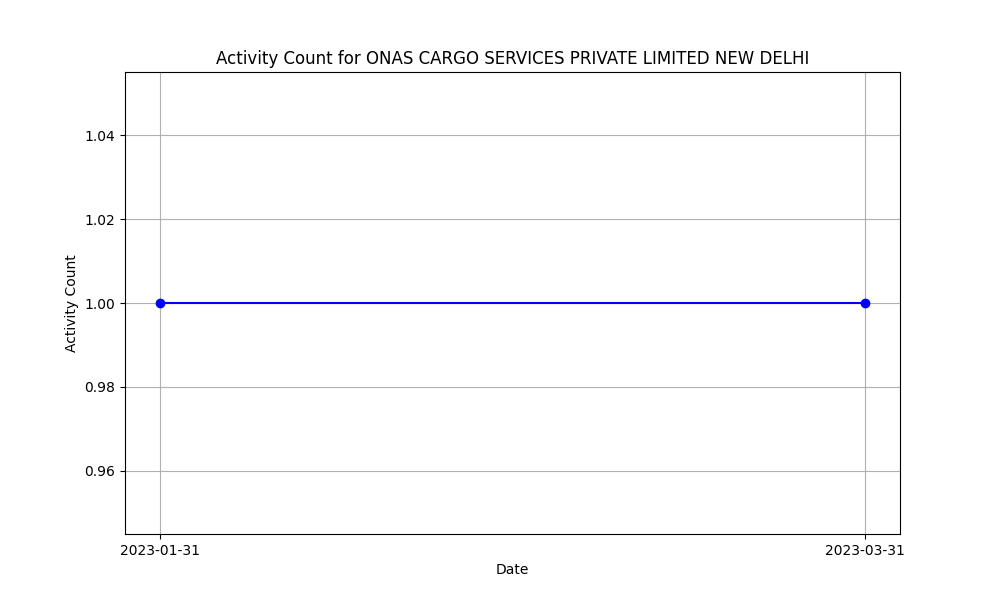 Activity Count for ONAS CARGO SERVICES PRIVATE LIMITED NEW DELHI
1.04
1.02
1.00
0.98
0.96
Activity Count
2023-01-31 2023-03-31
Date